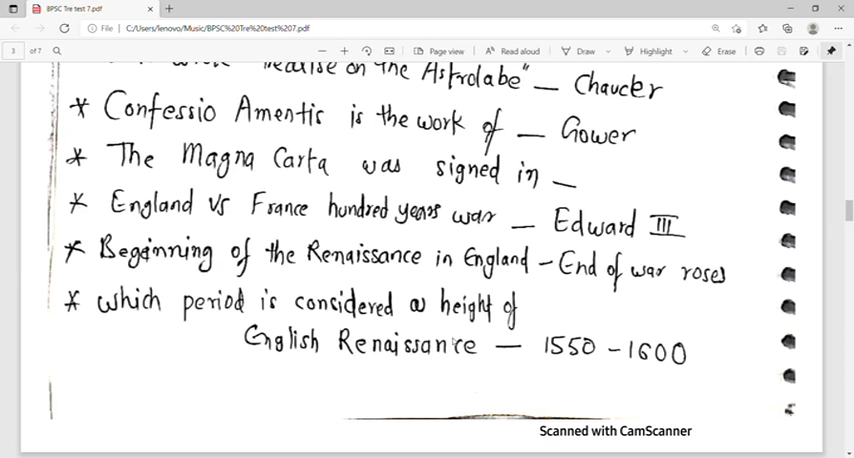 BPSC Tre test 7.pdf
File | C:/Users/lenovo/Music/BPSC%20Tre%20test%207.pdf
3 of 7 Page view Read aloud Draw Highlight Erase
Treatise on the Astrolabe" — Chaucer
* Confessio Amentis is the work of — Gower
* The Magna Carta was signed in —
* England vs France hundred years war — Edward III
* Beginning of the Renaissance in England — End of war roses
* which period is considered as height of
English Renaissance — 1550 - 1600
Scanned with CamScanner